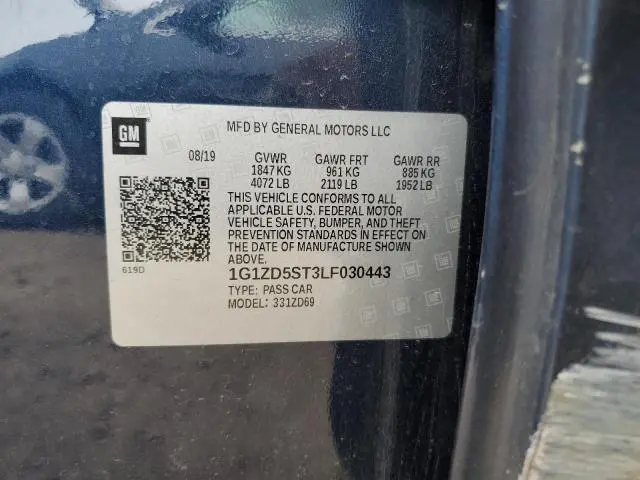 GM
MFD BY GENERAL MOTORS LLC
08/19 GVWR GAWR FRT GAWR RR
1847 KG 961 KG 885 KG
4072 LB 2119 LB 1952 LB
THIS VEHICLE CONFORMS TO ALL
APPLICABLE U.S. FEDERAL MOTOR
VEHICLE SAFETY, BUMPER, AND THEFT
PREVENTION STANDARDS IN EFFECT ON
THE DATE OF MANUFACTURE SHOWN
ABOVE.
619D
1G1ZD5ST3LF030443
TYPE: PASS CAR
MODEL: 331ZD69